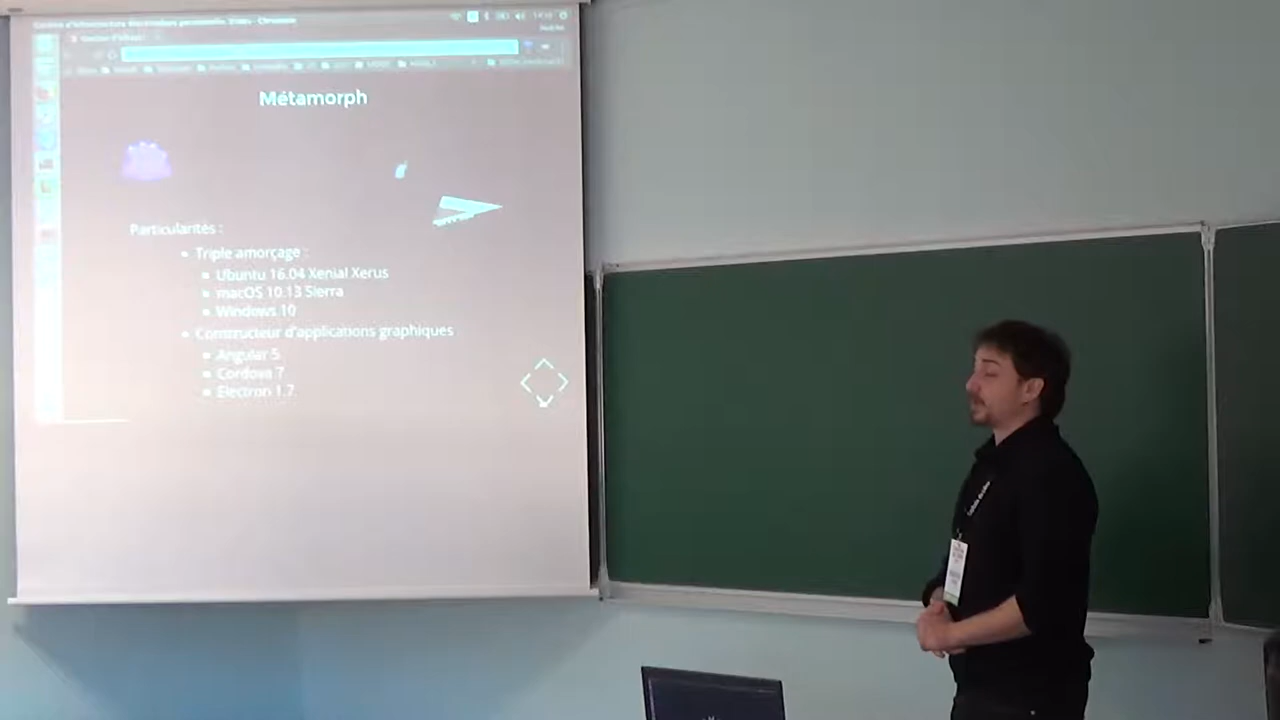 Métamorph
Particularités :
Triple amorçage :
Ubuntu 16.04 Xenial Xerus
macOS 10.13 Sierra
Windows 10
Constructeur d'applications graphiques
Angular 5
Cordova 7
Electron 1.7